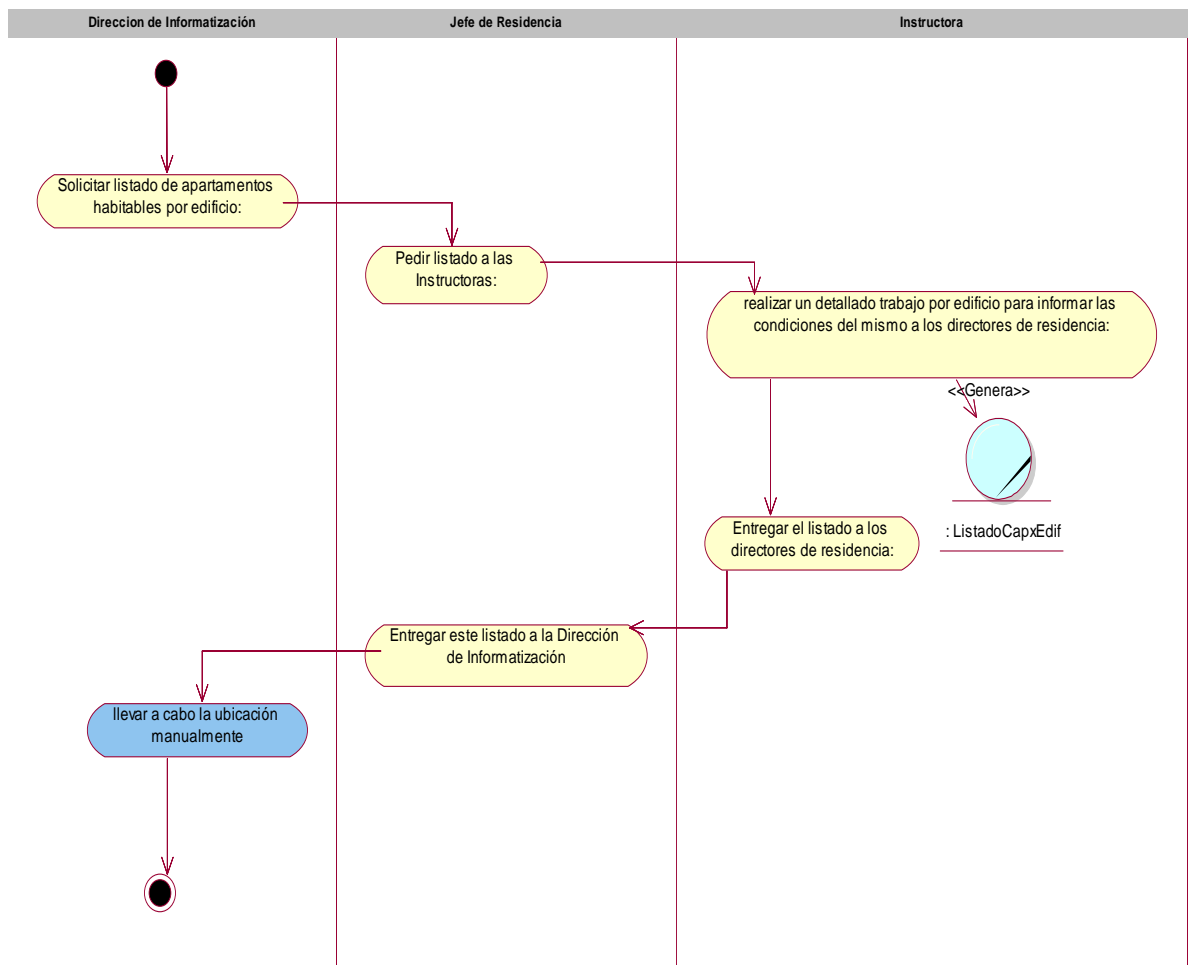 Direccion de Informatización
Jefe de Residencia
Instructora
Solicitar listado de apartamentos
habitables por edificio:
Pedir listado a las
Instructoras:
realizar un detallado trabajo por edificio para informar las
condiciones del mismo a los directores de residencia:
<<Genera>>
: ListadoCapxEdif
Entregar el listado a los
directores de residencia:
Entregar este listado a la Dirección
de Informatización
llevar a cabo la ubicación
manualmente